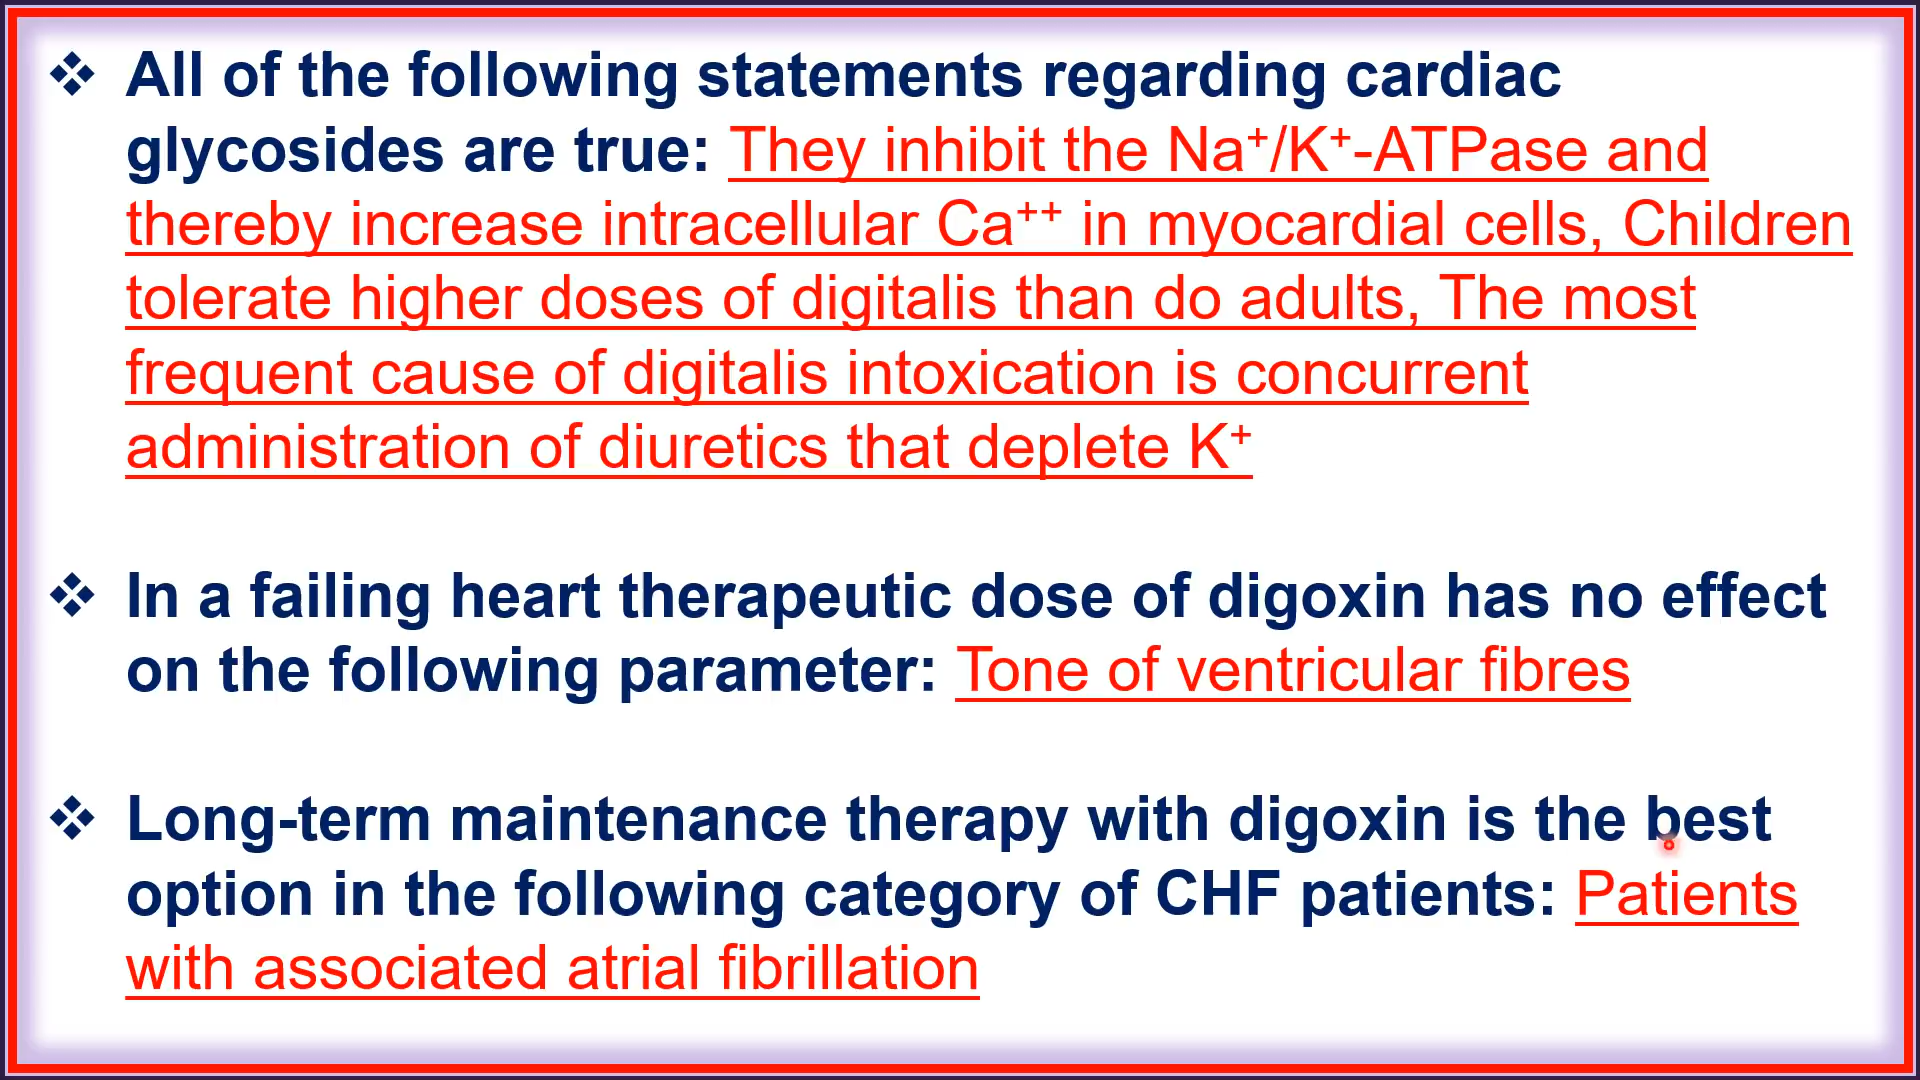 ❖ All of the following statements regarding cardiac
glycosides are true: They inhibit the Na⁺/K⁺-ATPase and
thereby increase intracellular Ca⁺⁺ in myocardial cells, Children
tolerate higher doses of digitalis than do adults, The most
frequent cause of digitalis intoxication is concurrent
administration of diuretics that deplete K⁺
❖ In a failing heart therapeutic dose of digoxin has no effect
on the following parameter: Tone of ventricular fibres
❖ Long-term maintenance therapy with digoxin is the best
option in the following category of CHF patients: Patients
with associated atrial fibrillation